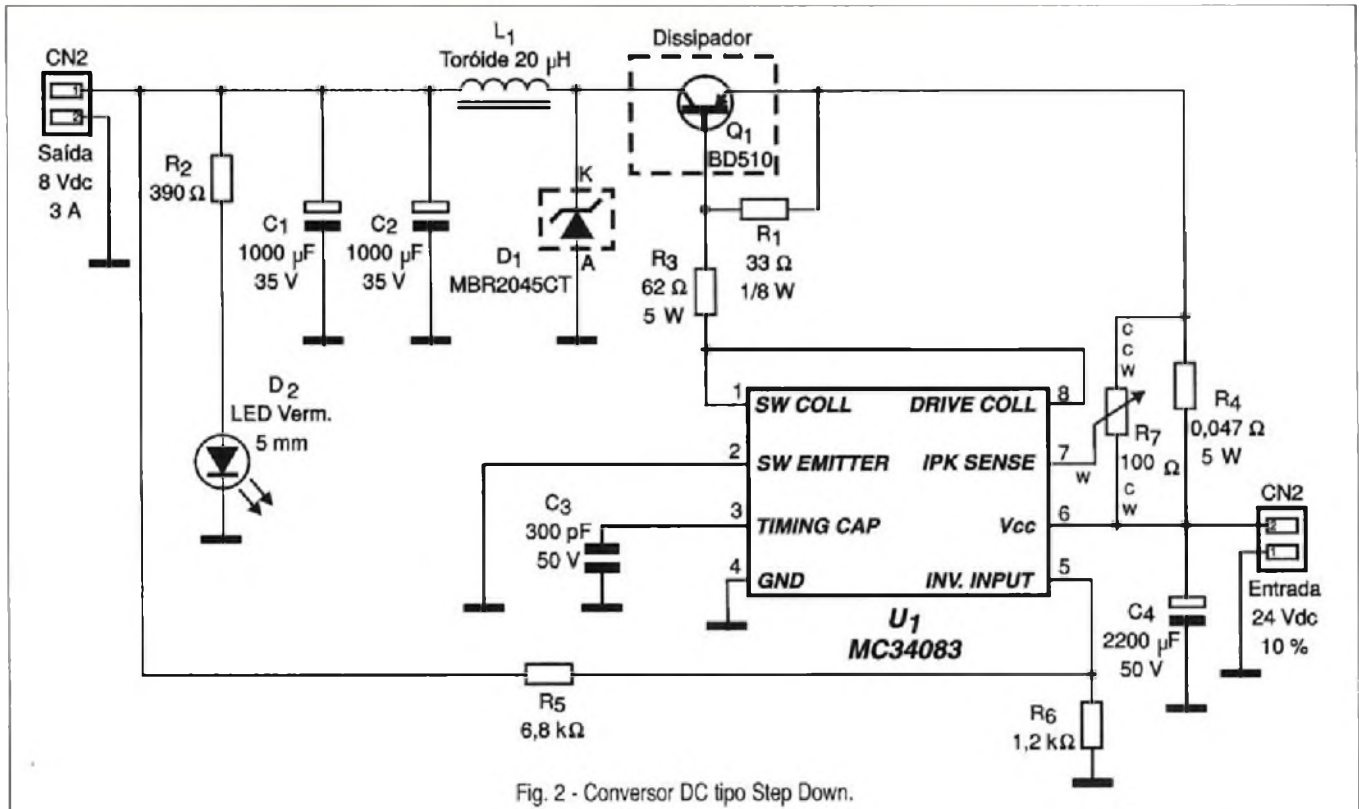 CN2
1
2
Saída
8 Vdc
3 A
R2
390 Ω
D2
LED Verm.
5 mm
C1
1000 µF
35 V
C2
1000 µF
35 V
L1
Toróide 20 µH
K
A
D1
MBR2045CT
Dissipador
Q1
BD510
R1
33 Ω
1/8 W
R3
62 Ω
5 W
1 SW COLL
DRIVE COLL 8
2 SW EMITTER
IPK SENSE 7
3 TIMING CAP
Vcc 6
4 GND
INV. INPUT 5
U1
MC34083
C3
300 pF
50 V
W
C
C
W
R7
100 Ω
C
W
R4
0,047 Ω
5 W
CN2
2
1
Entrada
24 Vdc
10 %
C4
2200 µF
50 V
R5
6,8 kΩ
R6
1,2 kΩ
Fig. 2 - Conversor DC tipo Step Down.